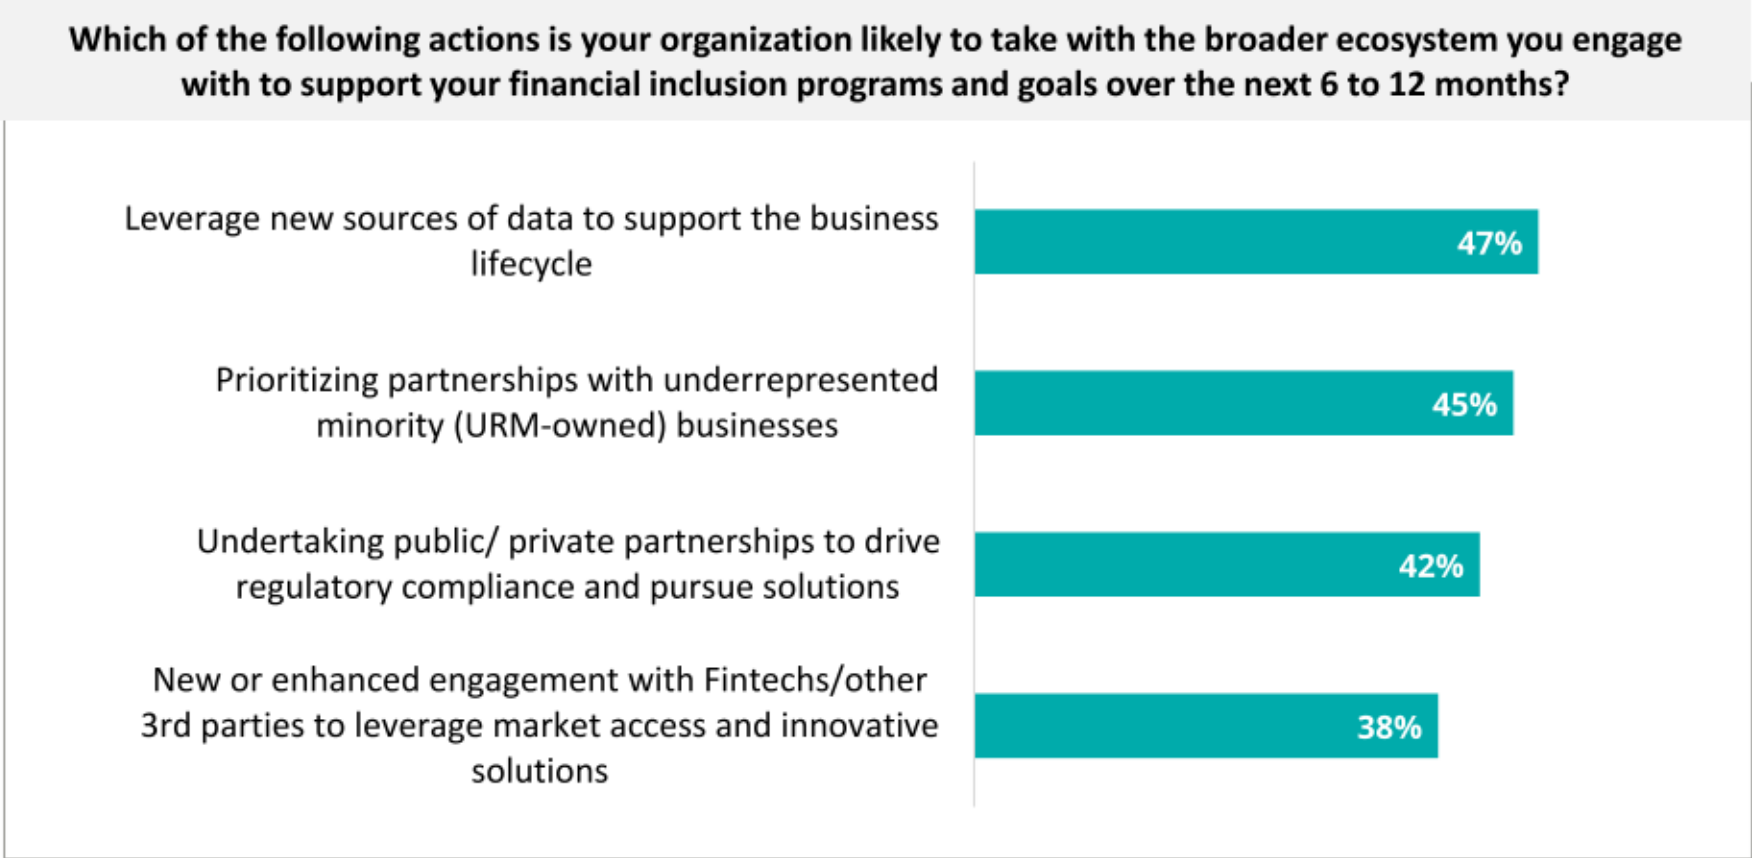 Which of the following actions is your organization likely to take with the broader ecosystem you engage
with to support your financial inclusion programs and goals over the next 6 to 12 months?
Leverage new sources of data to support the business
lifecycle
47%
Prioritizing partnerships with underrepresented
minority (URM-owned) businesses
45%
Undertaking public/ private partnerships to drive
regulatory compliance and pursue solutions
42%
New or enhanced engagement with Fintechs/other
3rd parties to leverage market access and innovative
solutions
38%